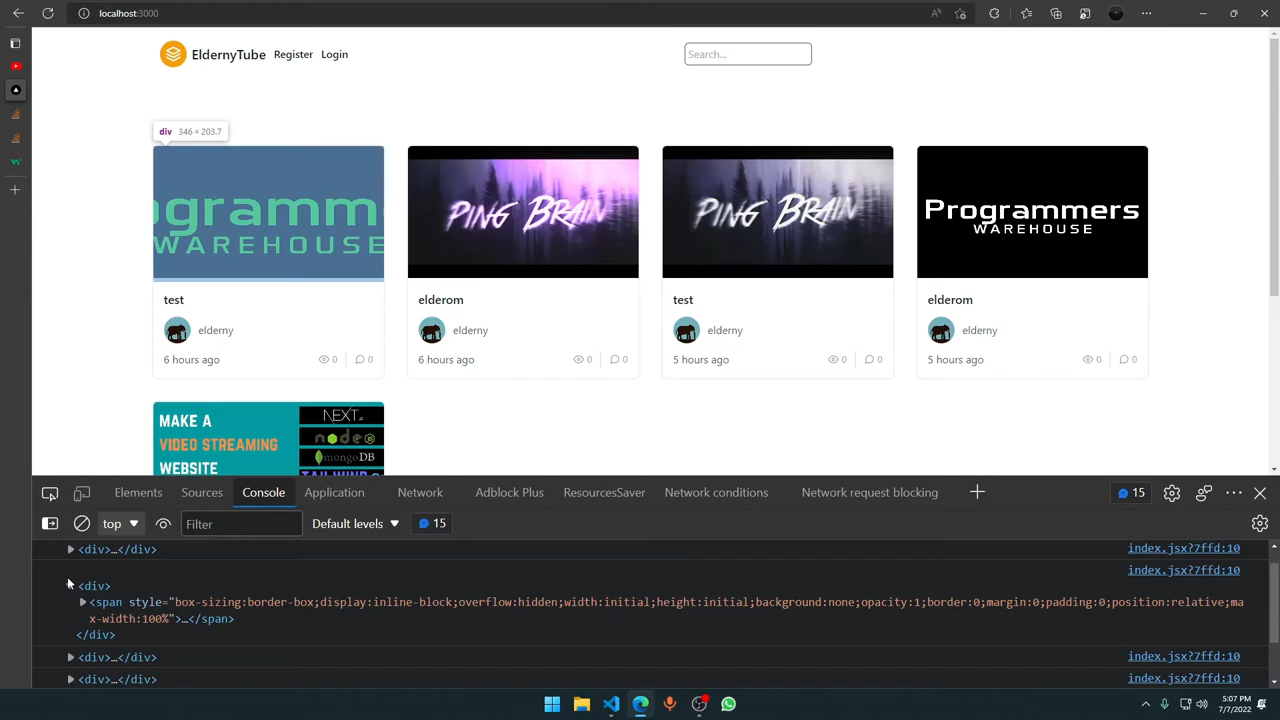 localhost:3000
EldernyTube Register Login
Search...
div 346 × 203.7
ogramm
WAREHOUSE
PING BRAIN
PING BRAIN
Programmers
WAREHOUSE
test
elderom
test
elderom
elderny
elderny
elderny
elderny
6 hours ago 0 0
6 hours ago 0 0
5 hours ago 0 0
5 hours ago 0 0
MAKE A
VIDEO STREAMING
WEBSITE
NEXT.JS
node
mongoDB
TAILWIND
Elements Sources Console Application Network Adblock Plus ResourcesSaver Network conditions Network request blocking 15
top Filter Default levels 15
<div>…</div> index.jsx?7ffd:10
index.jsx?7ffd:10
<div>
<span style="box-sizing:border-box;display:inline-block;overflow:hidden;width:initial;height:initial;background:none;opacity:1;border:0;margin:0;padding:0;position:relative;ma
x-width:100%">…</span>
</div>
<div>…</div> index.jsx?7ffd:10
<div>…</div> index.jsx?7ffd:10
5:07 PM
7/7/2022